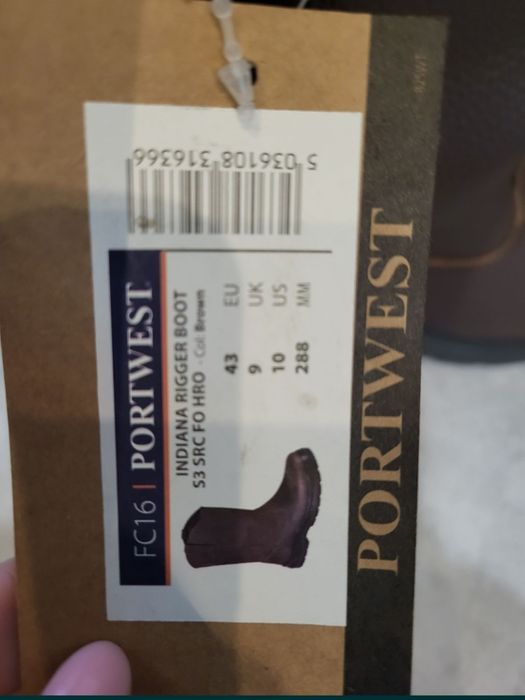 5 036108 316366
FC16 | PORTWEST
INDIANA RIGGER BOOT
S3 SRC FO HRO - Col: Brown
43 EU
9 UK
10 US
288 MM
PORTWEST